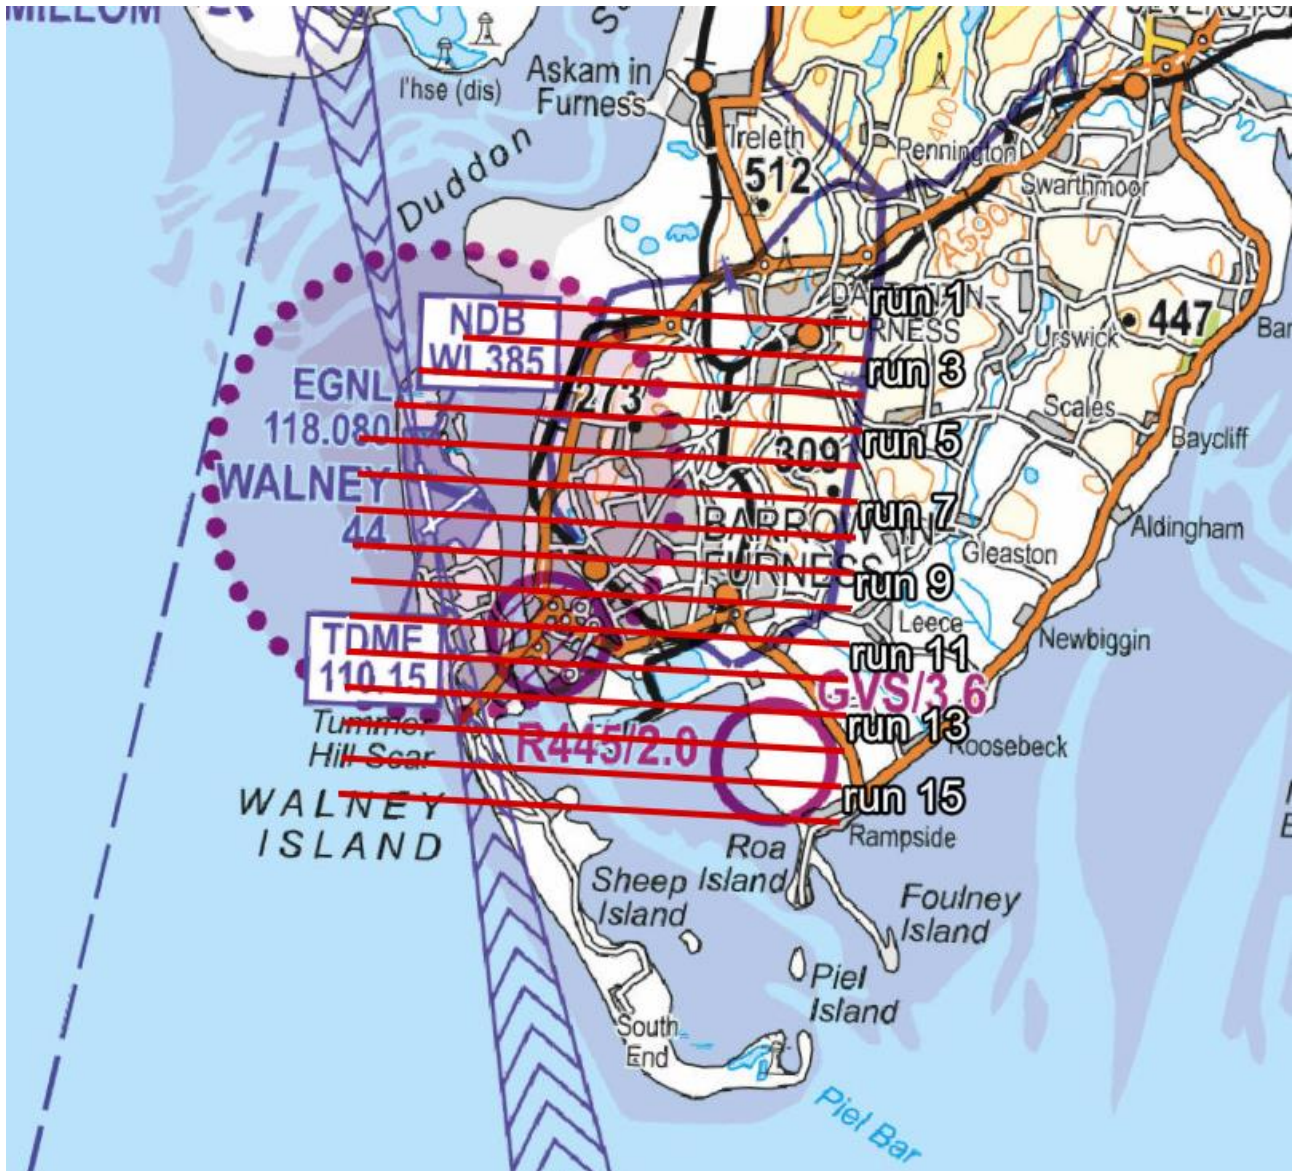 MILLOM
l'hse (dis)
Askam in
Furness
Duddon
Ireleth
512
Pennington
400
Swarthmoor
A590
NDB
WL385
run 1
FURNESS
run 3
Urswick
447
Bar
EGNL
118.080
273
run 5
Scales
Baycliff
309
WALNEY
44
run 7
BARROW IN
FURNESS
Aldingham
Gleaston
run 9
TDME
110.15
Leece
Newbiggin
run 11
GVS/3.6
Tummer
Hill Scar
R445/2.0
run 13
Roosebeck
WALNEY
ISLAND
run 15
Rampside
Roa
Island
Sheep
Island
Foulney
Island
Piel
Island
South
End
Piel Bar